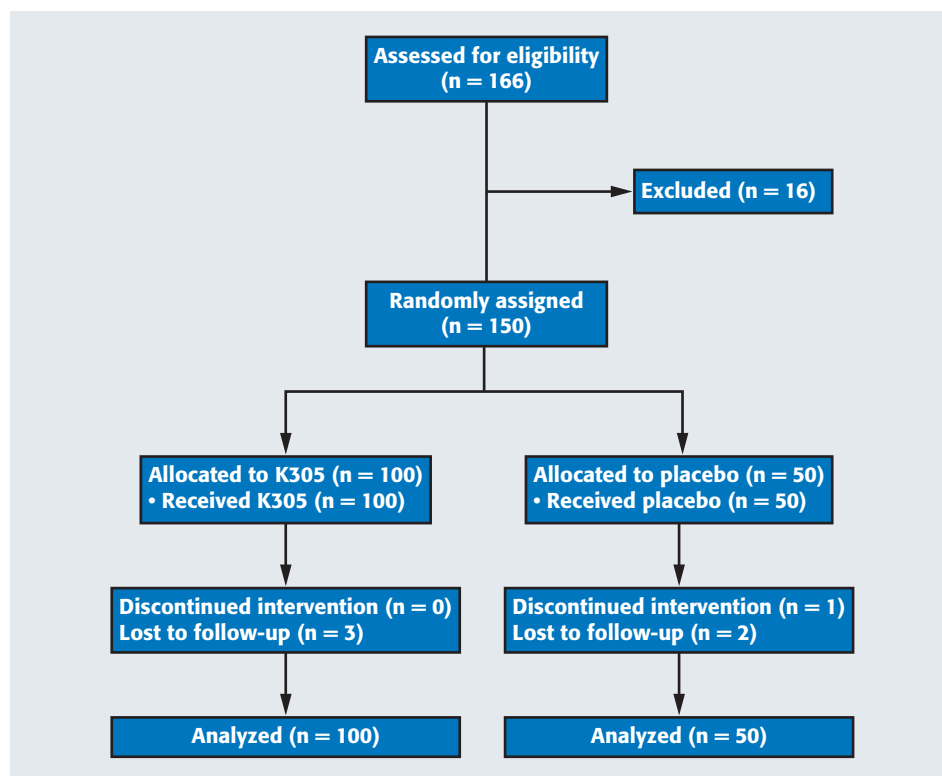 Assessed for eligibility
(n = 166)
Excluded (n = 16)
Randomly assigned
(n = 150)
Allocated to K305 (n = 100)
• Received K305 (n = 100)
Allocated to placebo (n = 50)
• Received placebo (n = 50)
Discontinued intervention (n = 0)
Lost to follow-up (n = 3)
Discontinued intervention (n = 1)
Lost to follow-up (n = 2)
Analyzed (n = 100)
Analyzed (n = 50)